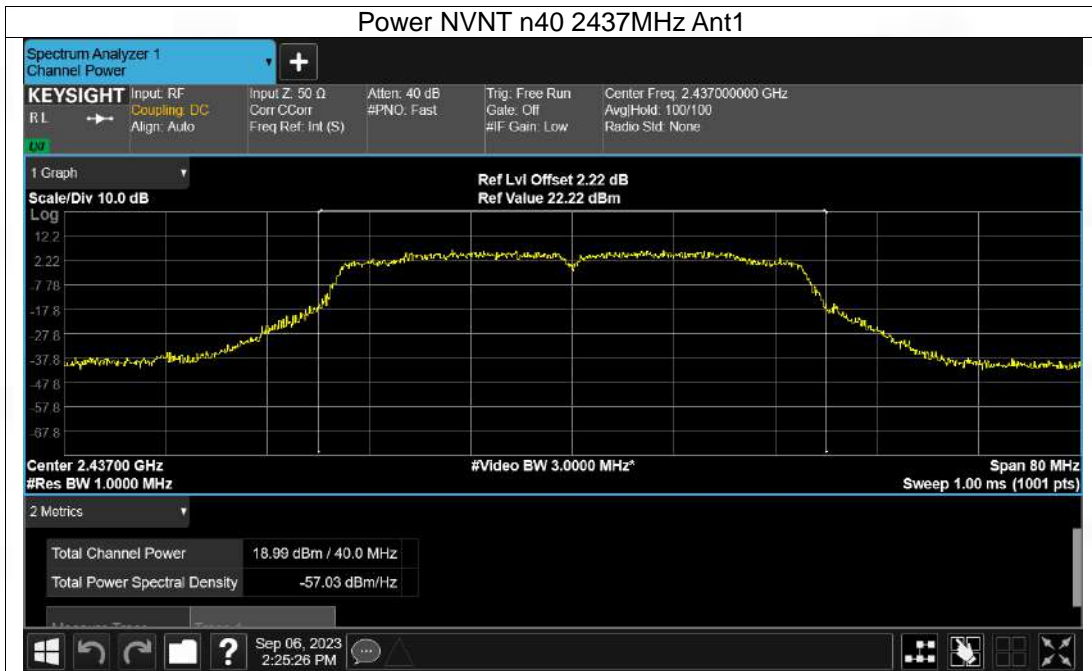 Power NVNT n40 2437MHz Ant1
Spectrum Analyzer 1
Channel Power
+
KEYSIGHT
R L
LXI
Input: RF
Coupling: DC
Align: Auto
Input Z: 50 Ω
Corr CCorr
Freq Ref: Int (S)
Atten: 40 dB
#PNO: Fast
Trig: Free Run
Gate: Off
#IF Gain: Low
Center Freq: 2.437000000 GHz
Avg|Hold: 100/100
Radio Std: None
1 Graph
Scale/Div 10.0 dB
Ref Lvl Offset 2.22 dB
Ref Value 22.22 dBm
Log
12.2
2.22
-7.78
-17.8
-27.8
-37.8
-47.8
-57.8
-67.8
Center 2.43700 GHz
#Video BW 3.0000 MHz*
Span 80 MHz
#Res BW 1.0000 MHz
Sweep 1.00 ms (1001 pts)
2 Metrics
Total Channel Power 18.99 dBm / 40.0 MHz
Total Power Spectral Density -57.03 dBm/Hz
?
Sep 06, 2023
2:25:26 PM